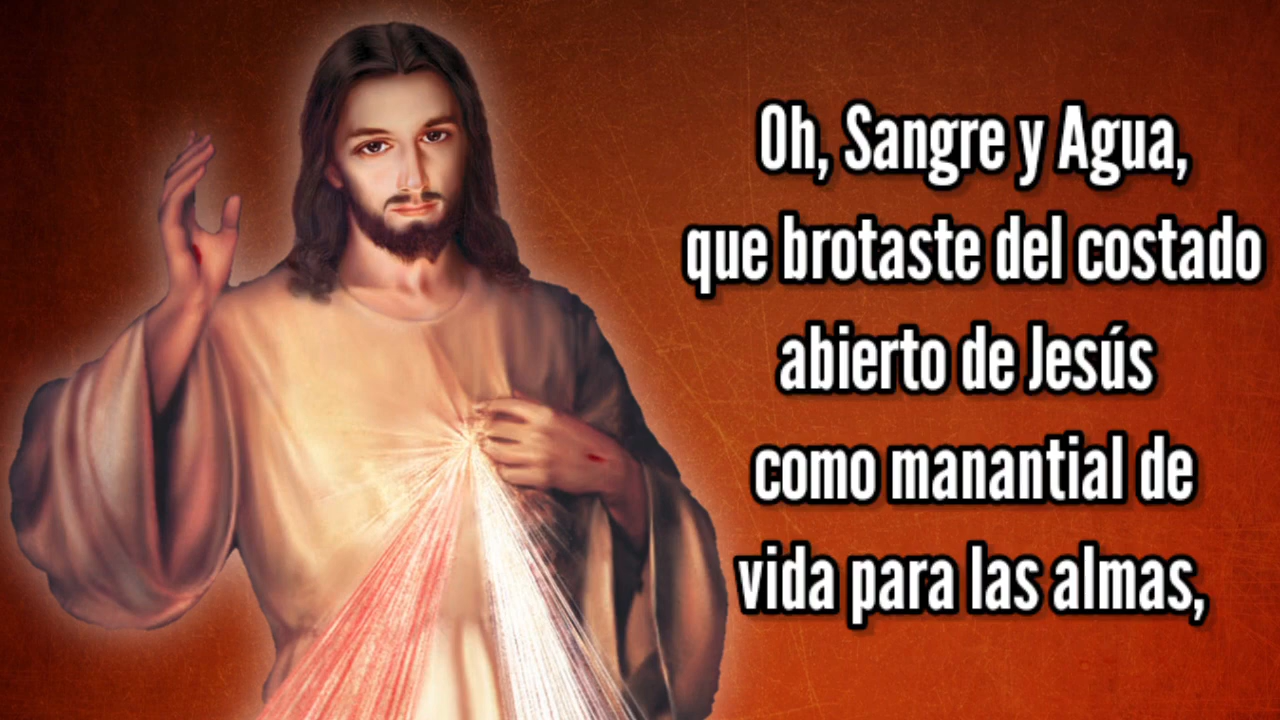 Oh, Sangre y Agua,
que brotaste del costado
abierto de Jesús
como manantial de
vida para las almas,